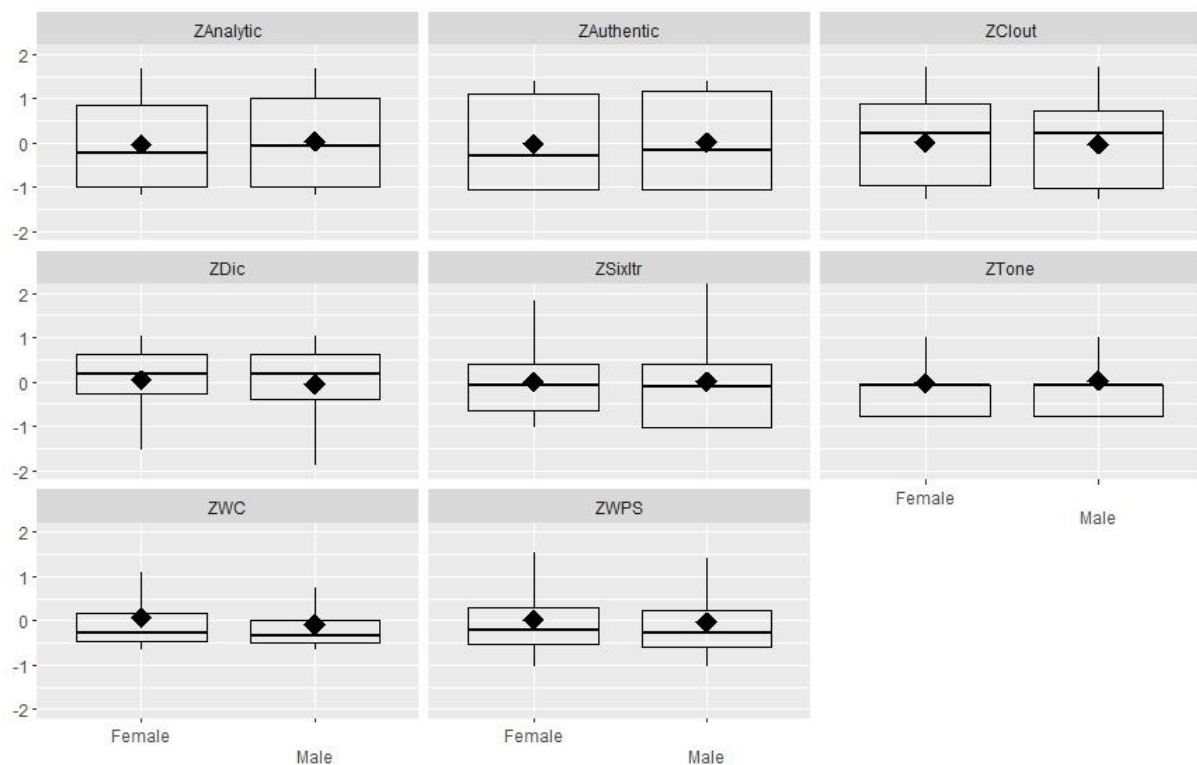 ZAnalytic ZAuthentic ZClout
2
1
0
-1
-2
ZDic ZSixltr ZTone
2
1
0
-1
-2
Female
Male
ZWC ZWPS
2
1
0
-1
-2
Female Female
Male Male